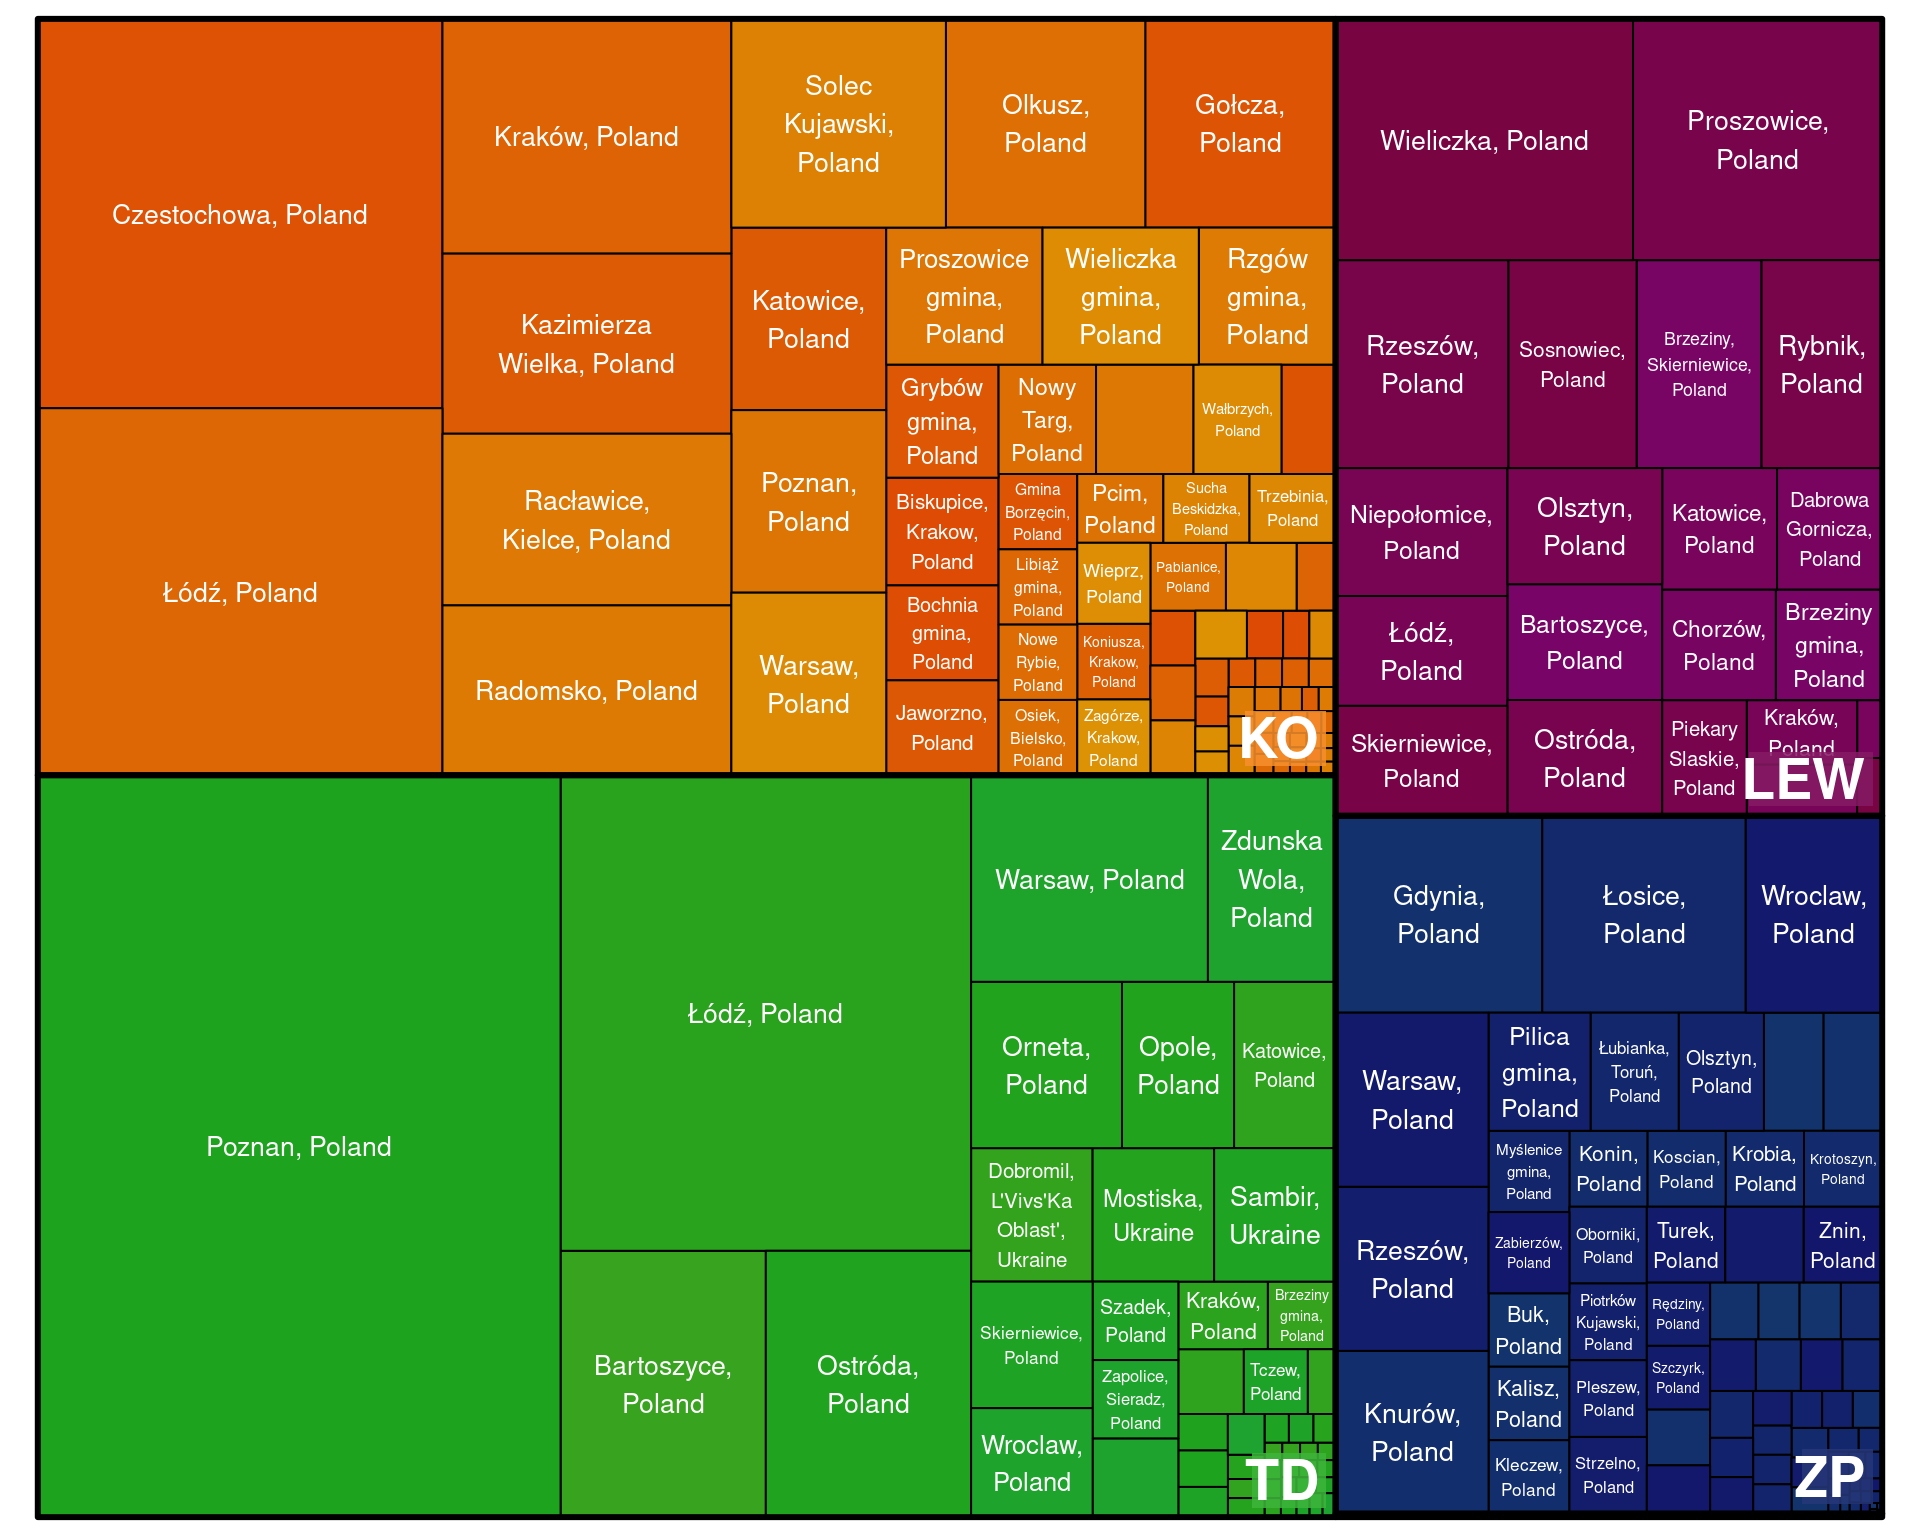 Czestochowa, Poland
Łódź, Poland
Kraków, Poland
Kazimierza
Wielka, Poland
Racławice,
Kielce, Poland
Radomsko, Poland
Solec
Kujawski,
Poland
Olkusz,
Poland
Gołcza,
Poland
Katowice,
Poland
Poznan,
Poland
Warsaw,
Poland
Proszowice
gmina,
Poland
Wieliczka
gmina,
Poland
Rzgów
gmina,
Poland
Grybów
gmina,
Poland
Biskupice,
Krakow,
Poland
Bochnia
gmina,
Poland
Jaworzno,
Poland
Nowy
Targ,
Poland
Wałbrzych,
Poland
Gmina
Borzęcin,
Poland
Libiąż
gmina,
Poland
Nowe
Rybie,
Poland
Osiek,
Bielsko,
Poland
Pcim,
Poland
Sucha
Beskidzka,
Poland
Trzebinia,
Poland
Wieprz,
Poland
Koniusza,
Krakow,
Poland
Zagórze,
Krakow,
Poland
Pabianice,
Poland
KO
Wieliczka, Poland
Proszowice,
Poland
Rzeszów,
Poland
Sosnowiec,
Poland
Brzeziny,
Skierniewice,
Poland
Rybnik,
Poland
Niepołomice,
Poland
Łódź,
Poland
Skierniewice,
Poland
Olsztyn,
Poland
Bartoszyce,
Poland
Ostróda,
Poland
Katowice,
Poland
Dabrowa
Gornicza,
Poland
Chorzów,
Poland
Brzeziny
gmina,
Poland
Piekary
Slaskie,
Poland
Kraków,
Poland
LEW
Poznan, Poland
Łódź, Poland
Bartoszyce,
Poland
Ostróda,
Poland
Warsaw, Poland
Zdunska
Wola,
Poland
Orneta,
Poland
Opole,
Poland
Katowice,
Poland
Dobromil,
L'Vivs'Ka
Oblast',
Ukraine
Mostiska,
Ukraine
Sambir,
Ukraine
Skierniewice,
Poland
Wroclaw,
Poland
Szadek,
Poland
Zapolice,
Sieradz,
Poland
Kraków,
Poland
Brzeziny
gmina,
Poland
Tczew,
Poland
TD
Gdynia,
Poland
Łosice,
Poland
Wroclaw,
Poland
Warsaw,
Poland
Rzeszów,
Poland
Knurów,
Poland
Pilica
gmina,
Poland
Łubianka,
Toruń,
Poland
Olsztyn,
Poland
Myślenice
gmina,
Poland
Zabierzów,
Poland
Buk,
Poland
Kalisz,
Poland
Kleczew,
Poland
Konin,
Poland
Koscian,
Poland
Krobia,
Poland
Krotoszyn,
Poland
Oborniki,
Poland
Turek,
Poland
Znin,
Poland
Piotrków
Kujawski,
Poland
Pleszew,
Poland
Strzelno,
Poland
Rędziny,
Poland
Szczyrk,
Poland
ZP